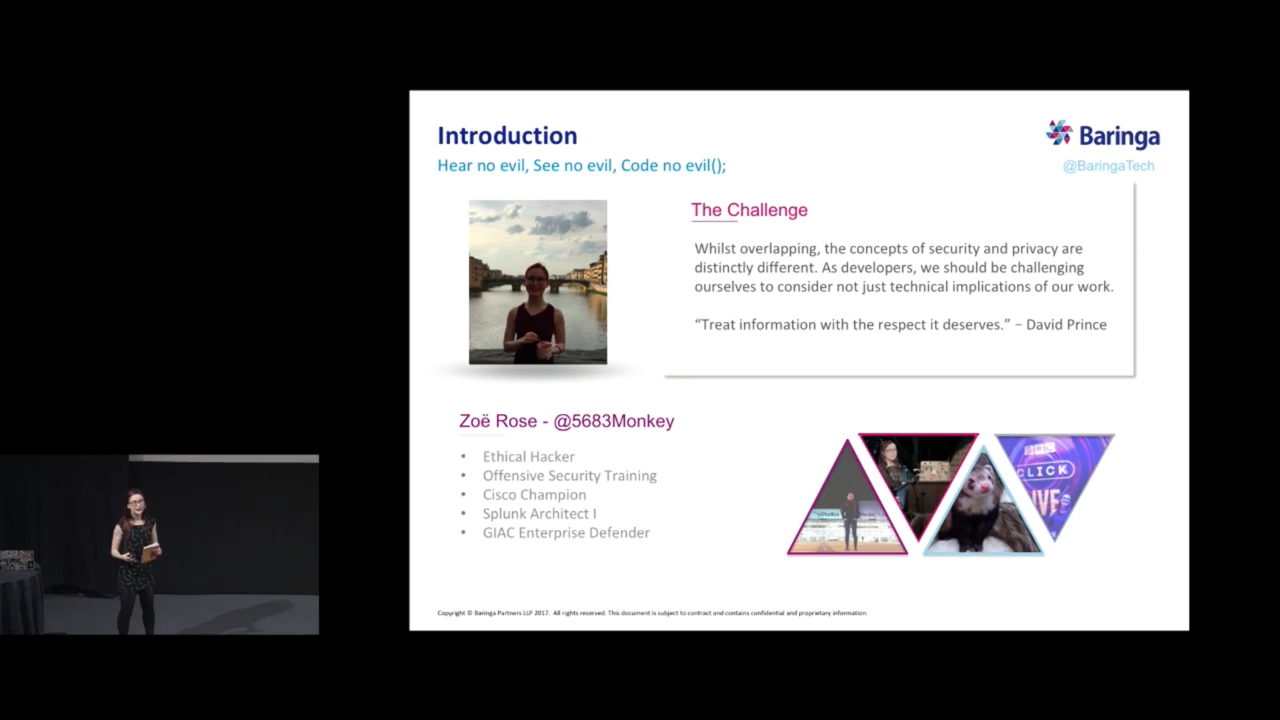 Introduction
Hear no evil, See no evil, Code no evil();
Baringa
@BaringaTech
The Challenge
Whilst overlapping, the concepts of security and privacy are
distinctly different. As developers, we should be challenging
ourselves to consider not just technical implications of our work.
“Treat information with the respect it deserves.” – David Prince
Zoë Rose - @5683Monkey
• Ethical Hacker
• Offensive Security Training
• Cisco Champion
• Splunk Architect I
• GIAC Enterprise Defender
CLICK
Copyright © Baringa Partners LLP 2017. All rights reserved. This document is subject to contract and contains confidential and proprietary information.